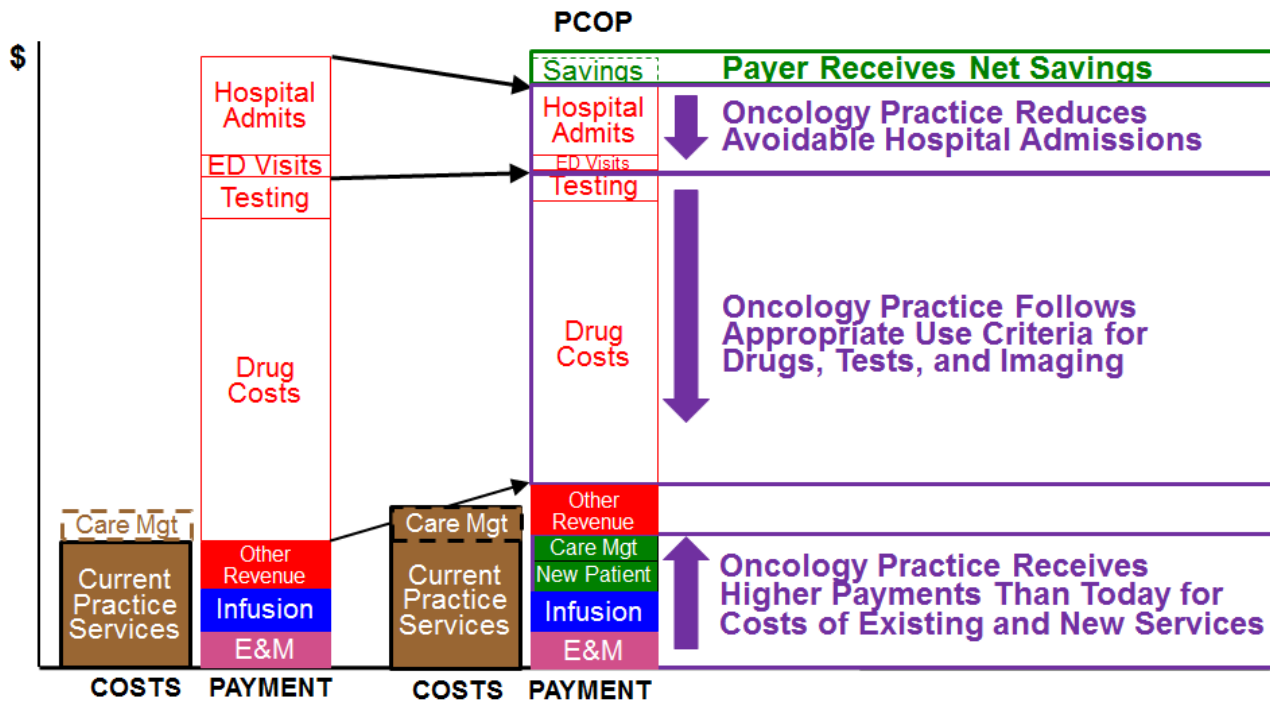 PCOP
$
Hospital
Admits
ED Visits
Testing
Drug
Costs
Care Mgt
Current
Practice
Services
Other
Revenue
Infusion
E&M
COSTS
PAYMENT
Savings
Hospital
Admits
ED Visits
Testing
Drug
Costs
Care Mgt
Current
Practice
Services
Other
Revenue
Care Mgt
New Patient
Infusion
E&M
COSTS
PAYMENT
Payer Receives Net Savings
Oncology Practice Reduces
Avoidable Hospital Admissions
Oncology Practice Follows
Appropriate Use Criteria for
Drugs, Tests, and Imaging
Oncology Practice Receives
Higher Payments Than Today for
Costs of Existing and New Services